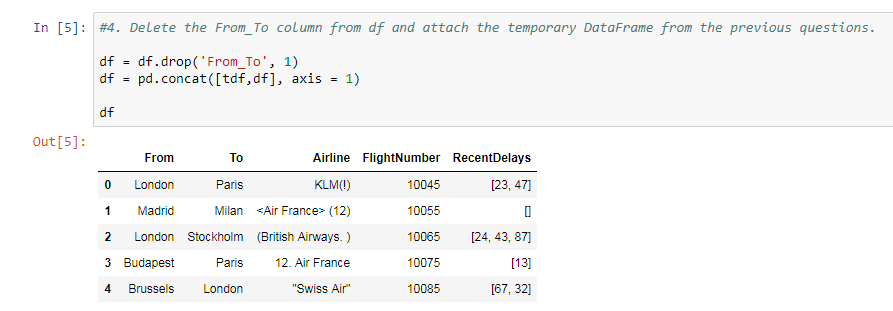 In [5]: #4. Delete the From_To column from df and attach the temporary DataFrame from the previous questions.
df = df.drop('From_To', 1)
df = pd.concat([tdf,df], axis = 1)
df
Out[5]:
From To Airline FlightNumber RecentDelays
0 London Paris KLM(!) 10045 [23, 47]
1 Madrid Milan <Air France> (12) 10055 []
2 London Stockholm (British Airways. ) 10065 [24, 43, 87]
3 Budapest Paris 12. Air France 10075 [13]
4 Brussels London "Swiss Air" 10085 [67, 32]